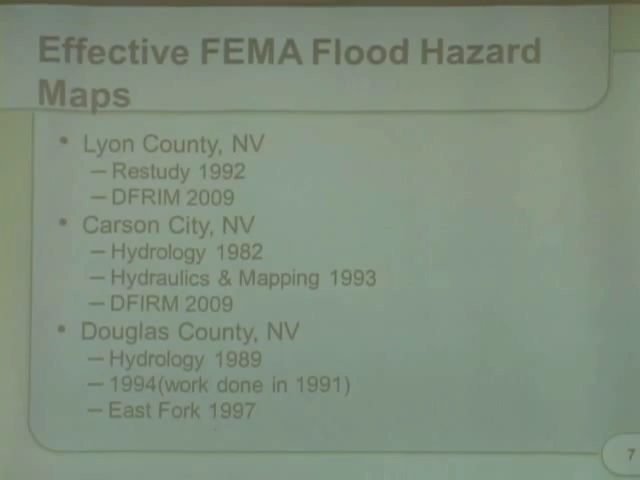 Effective FEMA Flood Hazard
Maps
• Lyon County, NV
– Restudy 1992
– DFRIM 2009
• Carson City, NV
– Hydrology 1982
– Hydraulics & Mapping 1993
– DFIRM 2009
• Douglas County, NV
– Hydrology 1989
– 1994(work done in 1991)
– East Fork 1997
7